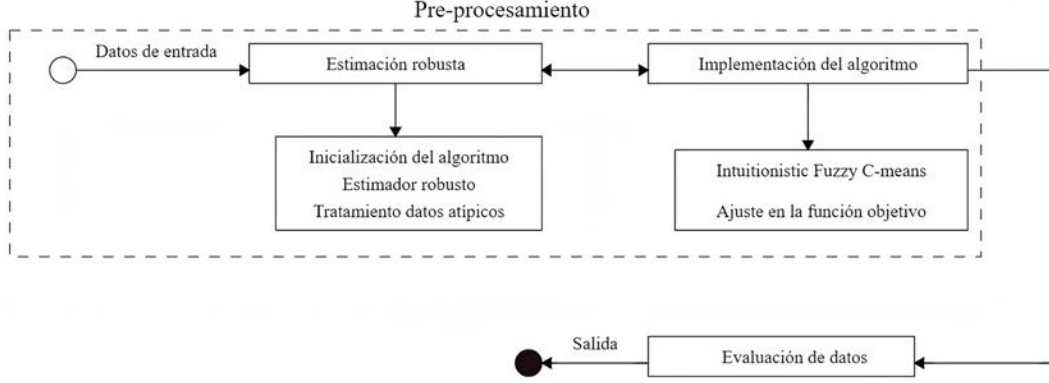 Pre-procesamiento
Datos de entrada
Estimación robusta
Implementación del algoritmo
Inicialización del algoritmo
Estimador robusto
Tratamiento datos atípicos
Intuitionistic Fuzzy C-means
Ajuste en la función objetivo
Salida
Evaluación de datos